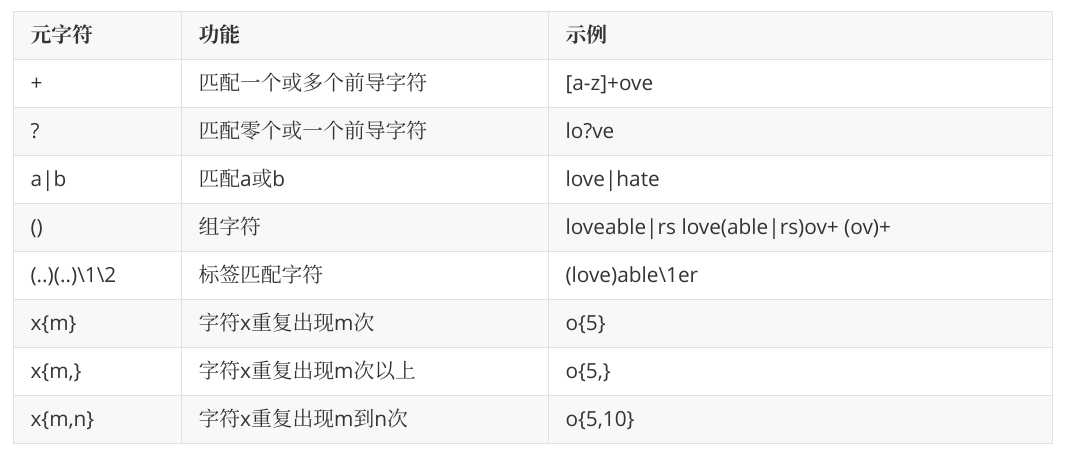 元字符 功能 示例
+ 匹配一个或多个前导字符 [a-z]+ove
? 匹配零个或一个前导字符 lo?ve
a|b 匹配a或b love|hate
() 组字符 loveable|rs love(able|rs)ov+ (ov)+
(..)(..)\1\2 标签匹配字符 (love)able\1er
x{m} 字符x重复出现m次 o{5}
x{m,} 字符x重复出现m次以上 o{5,}
x{m,n} 字符x重复出现m到n次 o{5,10}